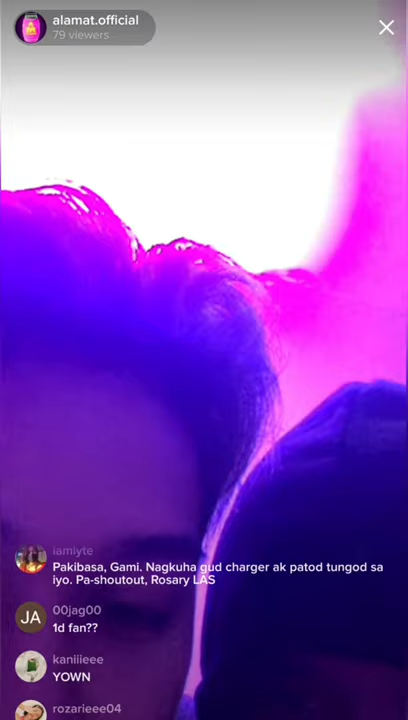 alamat.official
79 viewers
iamiyte
Pakibasa, Gami. Nagkuha gud charger ak patod tungod sa
iyo. Pa-shoutout, Rosary LAS
JA
00jag00
1d fan??
kaniiieee
YOWN
rozarieee04